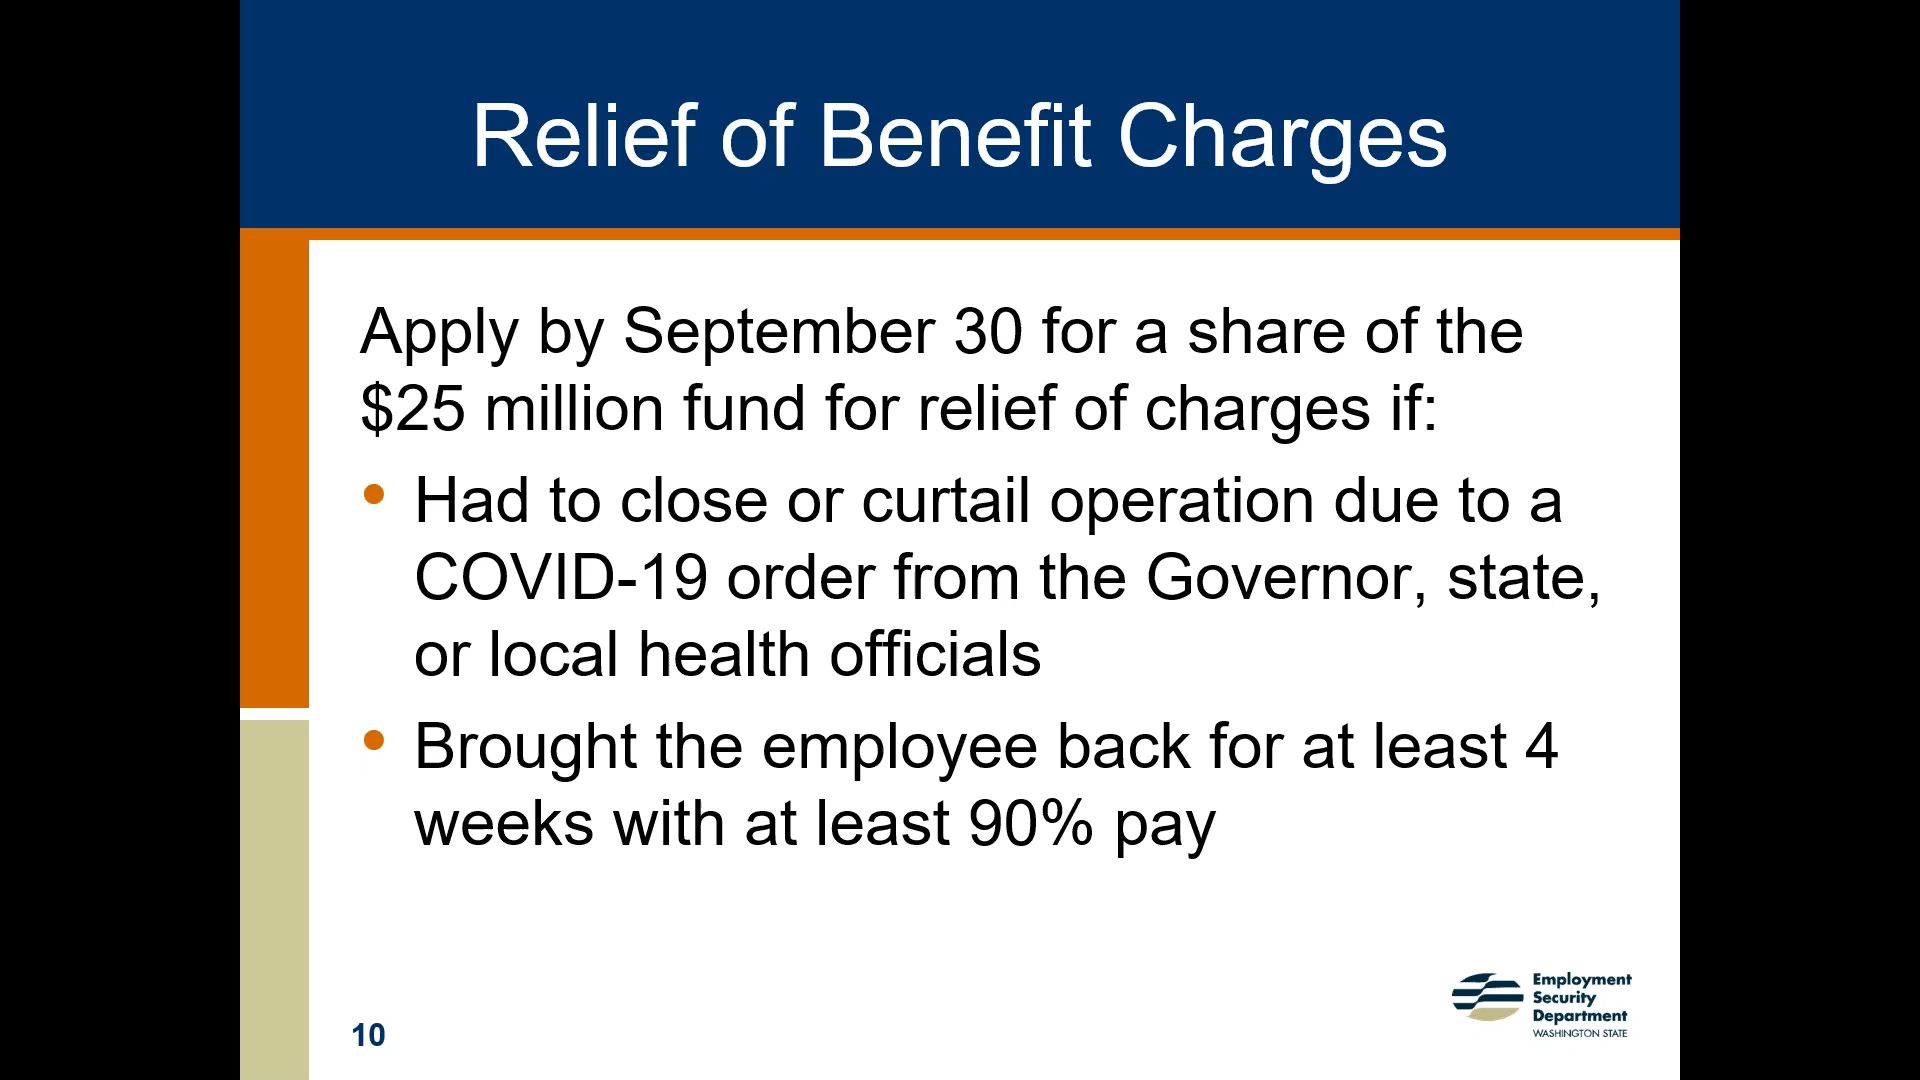 Relief of Benefit Charges
Apply by September 30 for a share of the
$25 million fund for relief of charges if:
• Had to close or curtail operation due to a
COVID-19 order from the Governor, state,
or local health officials
• Brought the employee back for at least 4
weeks with at least 90% pay
Employment
Security
Department
WASHINGTON STATE
10